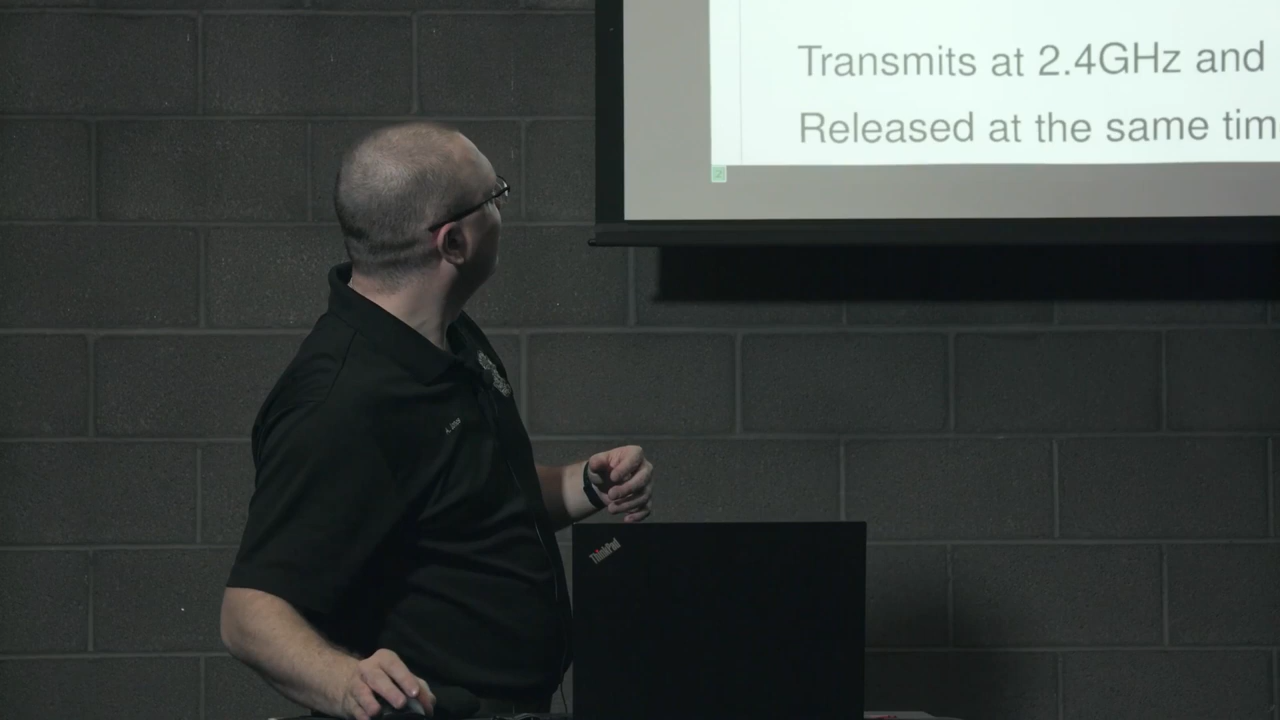 Transmits at 2.4GHz and
Released at the same tim
ThinkPad